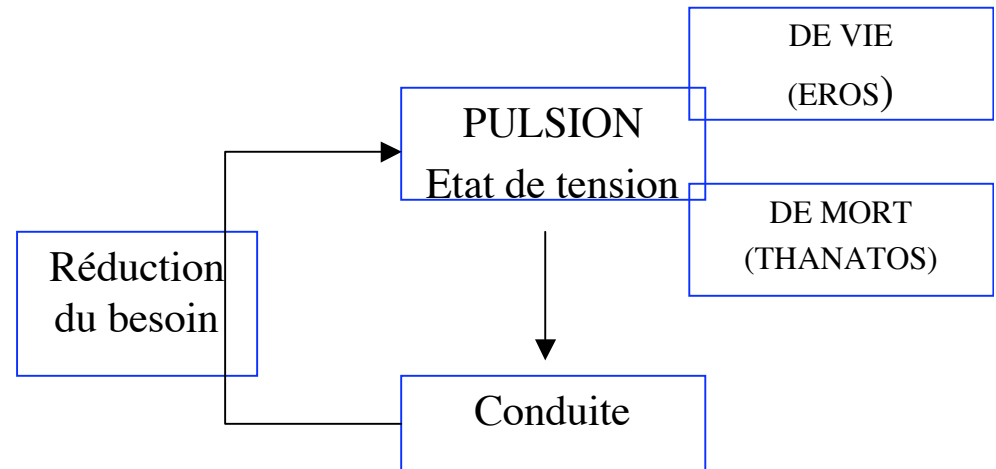 DE VIE
(EROS)
PULSION
Etat de tension
DE MORT
(THANATOS)
Réduction
du besoin
Conduite